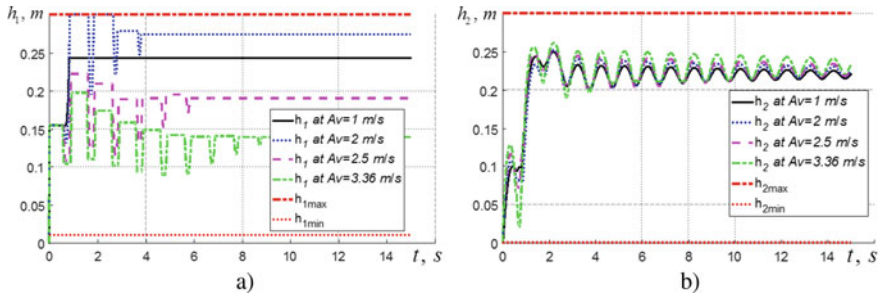 h1, m
0.25
0.2
0.15
0.1
0.05
0
0 2 4 6 8 10 12 14
t, s
h1 at Av=1 m/s
h1 at Av=2 m/s
h1 at Av=2.5 m/s
h1 at Av=3.36 m/s
h1max
h1min
a)
h2, m
0.25
0.2
0.15
0.1
0.05
0
0 2 4 6 8 10 12 14
t, s
h2 at Av=1 m/s
h2 at Av=2 m/s
h2 at Av=2.5 m/s
h2 at Av=3.36 m/s
h2max
h2min
b)